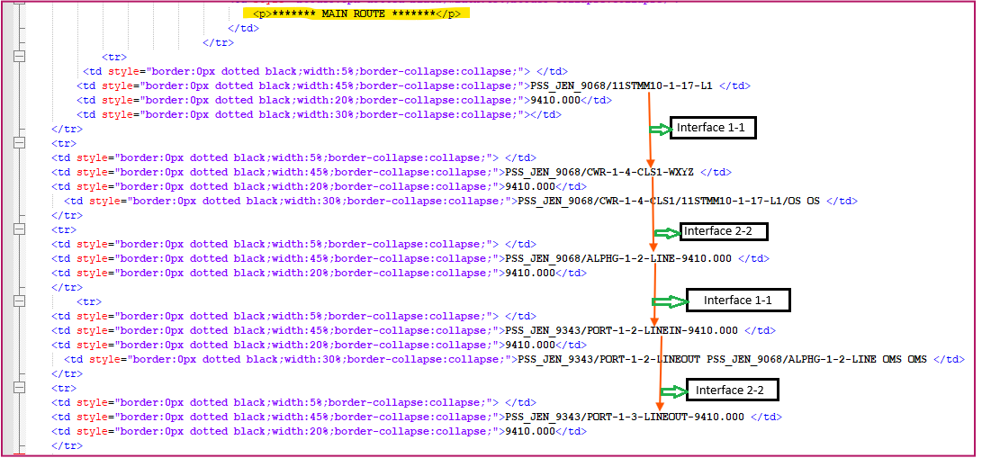 <p>******* MAIN ROUTE *******</p>
</td>
</tr>
<tr>
<td style="border:0px dotted black;width:5%;border-collapse:collapse;"> </td>
<td style="border:0px dotted black;width:45%;border-collapse:collapse;">PSS_JEN_9068/11STMM10-1-17-L1 </td>
<td style="border:0px dotted black;width:20%;border-collapse:collapse;">9410.000</td>
<td style="border:0px dotted black;width:30%;border-collapse:collapse;"></td>
</tr>
Interface 1-1
<tr>
<td style="border:0px dotted black;width:5%;border-collapse:collapse;"> </td>
<td style="border:0px dotted black;width:45%;border-collapse:collapse;">PSS_JEN_9068/CWR-1-4-CLS1-WXYZ </td>
<td style="border:0px dotted black;width:20%;border-collapse:collapse;">9410.000</td>
<td style="border:0px dotted black;width:30%;border-collapse:collapse;">PSS_JEN_9068/CWR-1-4-CLS1/11STMM10-1-17-L1/OS OS </td>
</tr>
<tr>
Interface 2-2
<td style="border:0px dotted black;width:5%;border-collapse:collapse;"> </td>
<td style="border:0px dotted black;width:45%;border-collapse:collapse;">PSS_JEN_9068/ALPHG-1-2-LINE-9410.000 </td>
<td style="border:0px dotted black;width:20%;border-collapse:collapse;">9410.000</td>
</tr>
<tr>
Interface 1-1
<td style="border:0px dotted black;width:5%;border-collapse:collapse;"> </td>
<td style="border:0px dotted black;width:45%;border-collapse:collapse;">PSS_JEN_9343/PORT-1-2-LINEIN-9410.000 </td>
<td style="border:0px dotted black;width:20%;border-collapse:collapse;">9410.000</td>
<td style="border:0px dotted black;width:30%;border-collapse:collapse;">PSS_JEN_9343/PORT-1-2-LINEOUT PSS_JEN_9068/ALPHG-1-2-LINE OMS OMS </td>
</tr>
<tr>
Interface 2-2
<td style="border:0px dotted black;width:5%;border-collapse:collapse;"> </td>
<td style="border:0px dotted black;width:45%;border-collapse:collapse;">PSS_JEN_9343/PORT-1-3-LINEOUT-9410.000 </td>
<td style="border:0px dotted black;width:20%;border-collapse:collapse;">9410.000</td>
</tr>